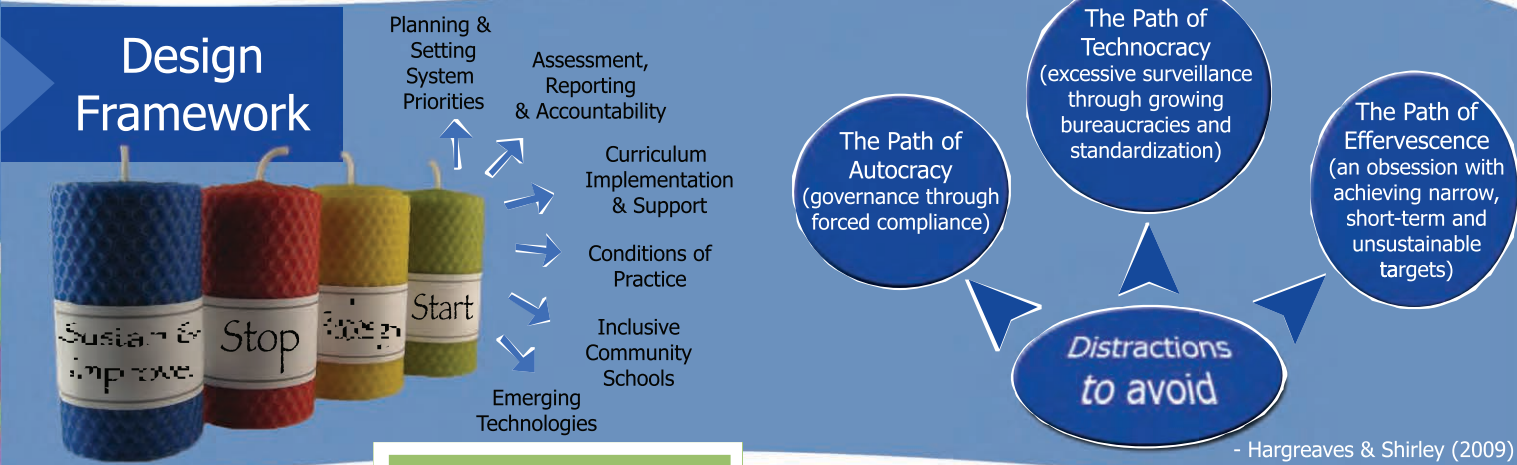 Design
Framework
Planning &
Setting
System
Priorities
Assessment,
Reporting
& Accountability
Curriculum
Implementation
& Support
Conditions of
Practice
Inclusive
Community
Schools
Emerging
Technologies
Sustain &
Improve
Stop
Start
The Path of
Autocracy
(governance through
forced compliance)
The Path of
Technocracy
(excessive surveillance
through growing
bureaucracies and
standardization)
The Path of
Effervescence
(an obsession with
achieving narrow,
short-term and
unsustainable
targets)
Distractions
to avoid
- Hargreaves & Shirley (2009)